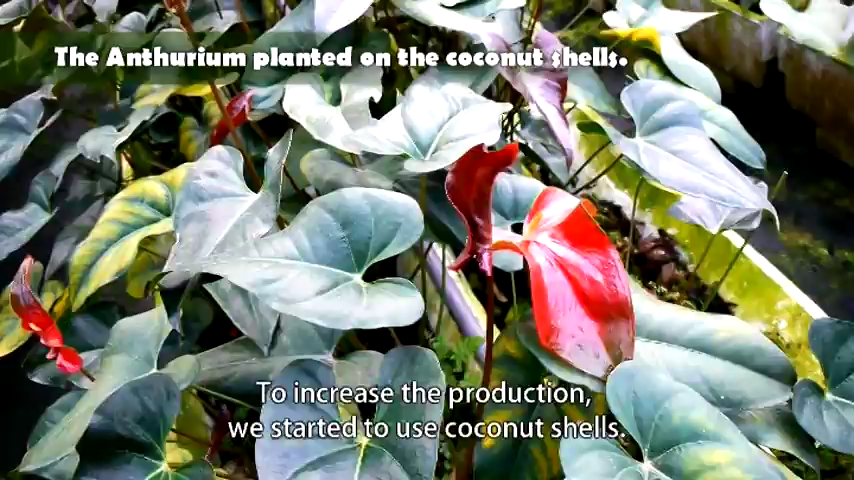 The Anthurium planted on the coconut shells.
To increase the production,
we started to use coconut shells.